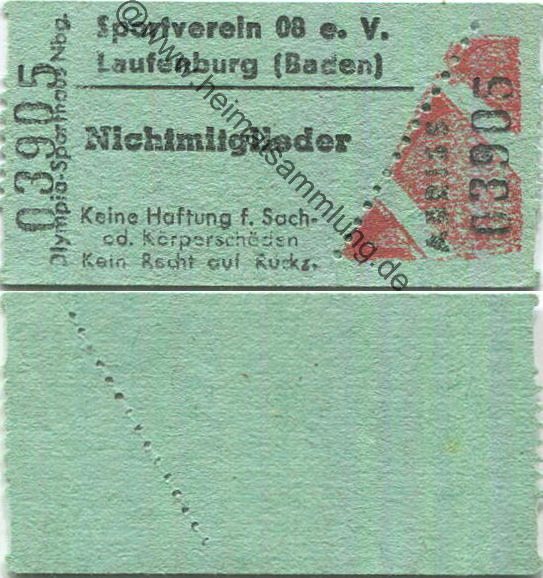 Sportverein 08 e. V.
Laufenburg (Baden)
Nichtmitglieder
Keine Haftung f. Sach-
od. Körperschäden
Kein Recht auf Rückz.
03905
Olympia-Sporthaus Nbg.
03905
@www.heimatsammlung.de